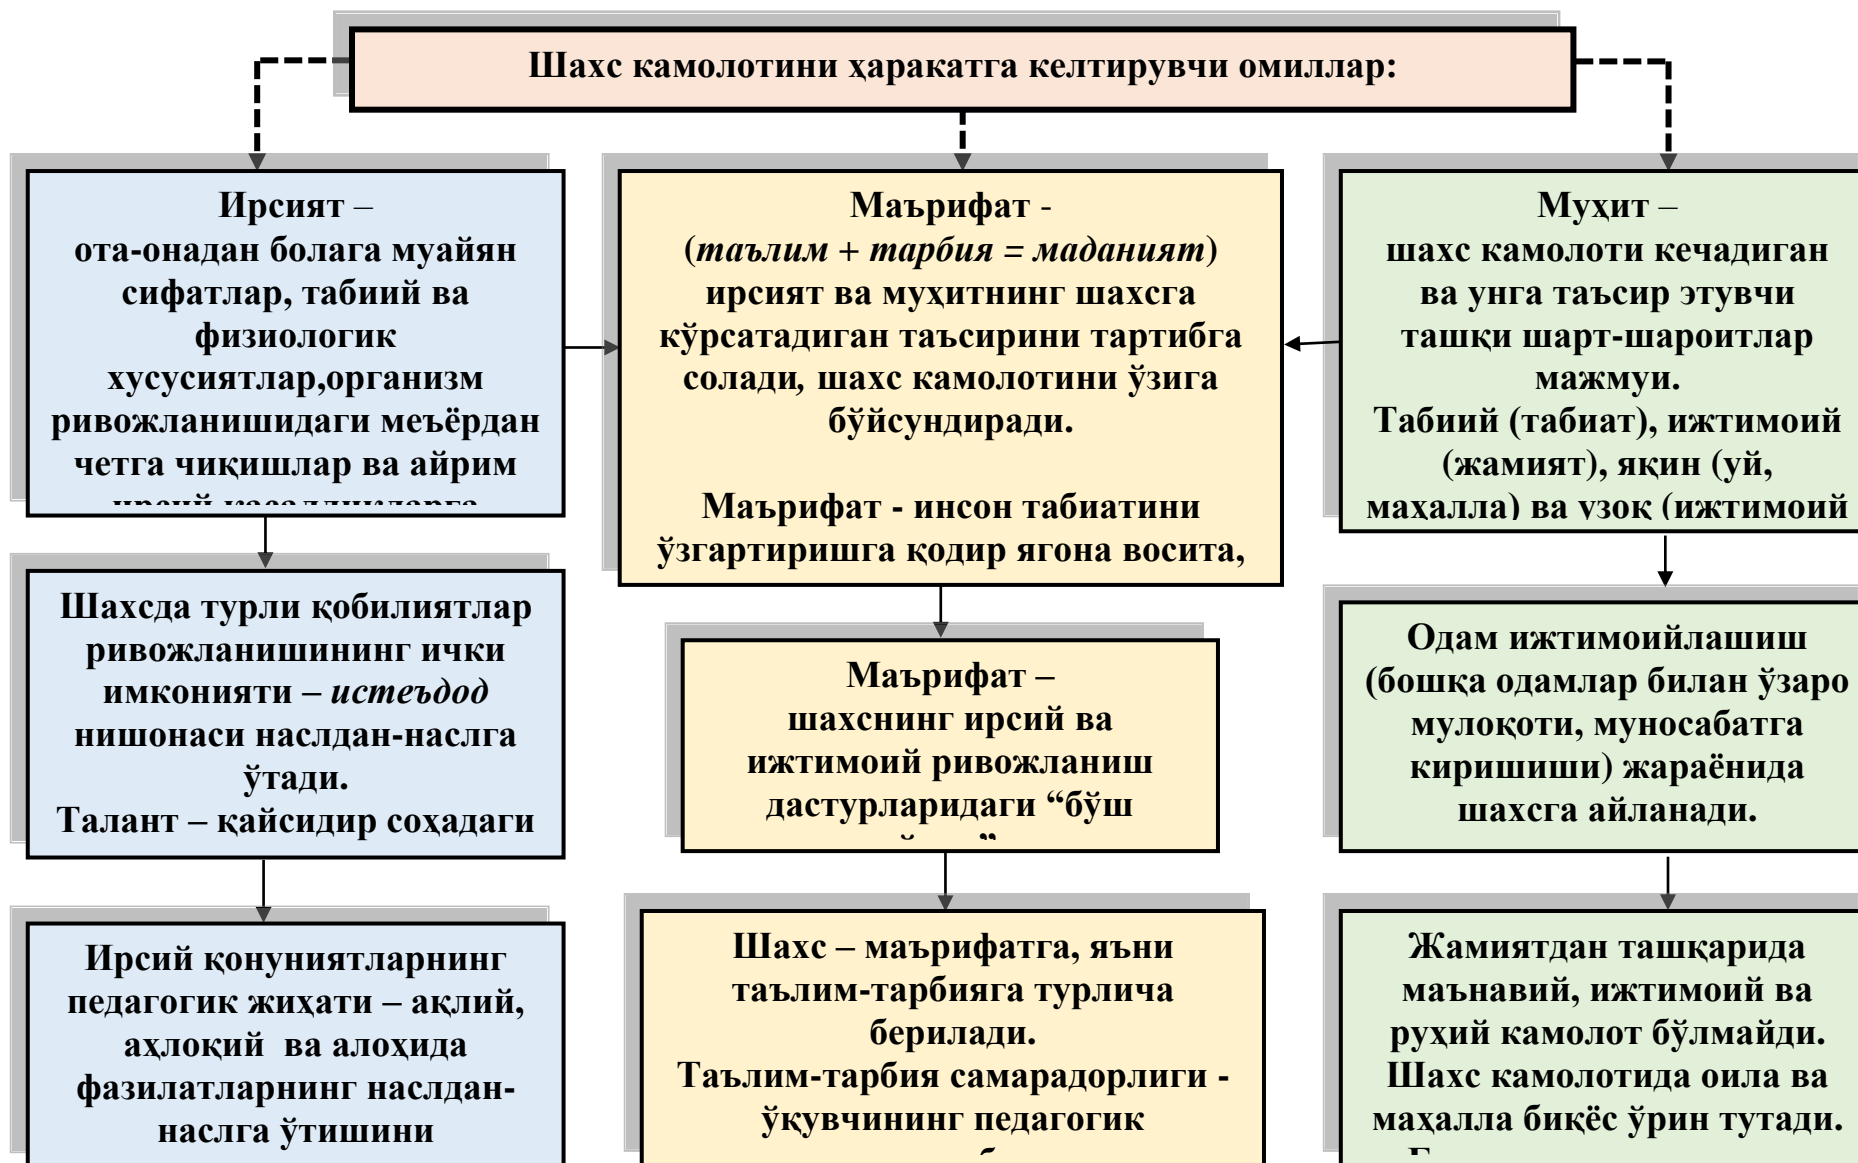 Шахс камолотини ҳаракатга келтирувчи омиллар:
Ирсият –
ота-онадан болага муайян
сифатлар, табиий ва
физиологик
хусусиятлар,организм
ривожланишидаги меъёрдан
четга чиқишлар ва айрим
Шахсда турли қобилиятлар
ривожланишининг ички
имконияти – истеъдод
нишонаси наслдан-наслга
ўтади.
Талант – қайсидир соҳадаги
Ирсий қонуниятларнинг
педагогик жиҳати – ақлий,
аҳлоқий ва алоҳида
фазилатларнинг наслдан-
наслга ўтишини
Маърифат -
(таълим + тарбия = маданият)
ирсият ва муҳитнинг шахсга
кўрсатадиган таъсирини тартибга
солади, шахс камолотини ўзига
бўйсундиради.
Маърифат - инсон табиатини
ўзгартиришга қодир ягона восита,
Маърифат –
шахснинг ирсий ва
ижтимоий ривожланиш
дастурларидаги “бўш
Шахс – маърифатга, яъни
таълим-тарбияга турлича
берилади.
Таълим-тарбия самарадорлиги -
ўқувчининг педагогик
Муҳит –
шахс камолоти кечадиган
ва унга таъсир этувчи
ташқи шарт-шароитлар
мажмуи.
Табиий (табиат), ижтимоий
(жамият), яқин (уй,
маҳалла) ва узоқ (ижтимоий
Одам ижтимоийлашиш
(бошқа одамлар билан ўзаро
мулоқоти, муносабатга
киришиши) жараёнида
шахсга айланади.
Жамиятдан ташқарида
маънавий, ижтимоий ва
руҳий камолот бўлмайди.
Шахс камолотида оила ва
маҳалла биқёс ўрин тутади.